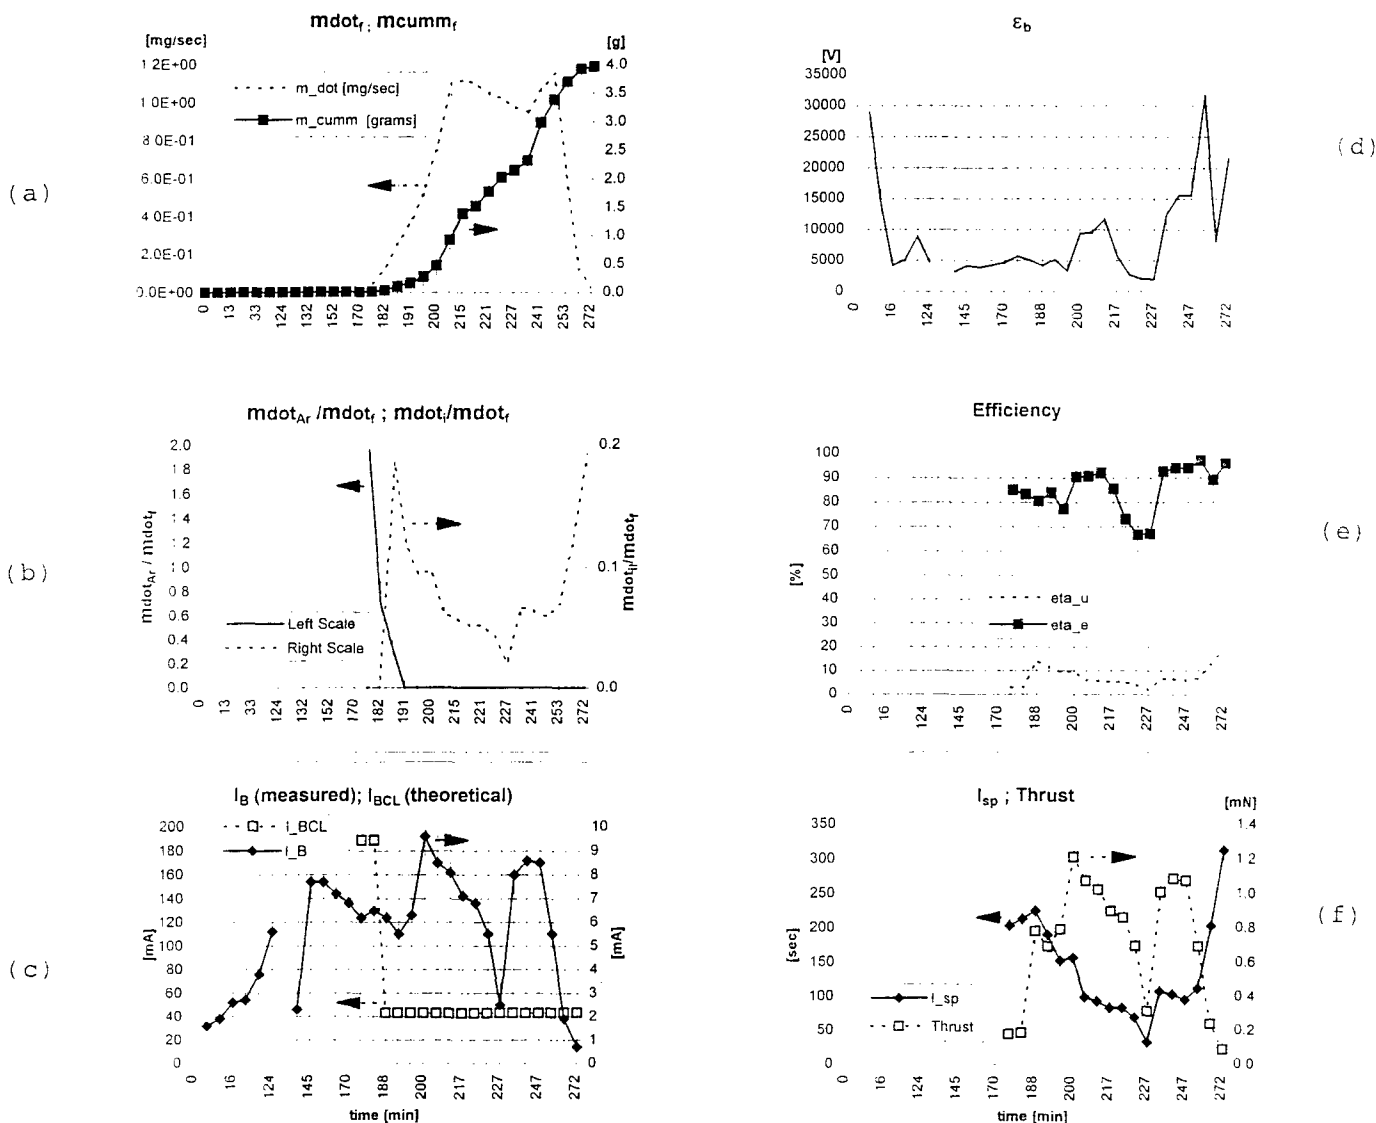 mdot_f ; mcumm_f
[mg/sec]
[g]
1.2E+00
1.0E+00
8.0E-01
6.0E-01
4.0E-01
2.0E-01
0.0E+00
m_dot [mg/sec]
m_cumm [grams]
4.0
3.5
3.0
2.5
2.0
1.5
1.0
0.5
0.0
0 13 33 124 132 152 170 182 191 200 215 221 227 241 253 272
(a)
ε_b
[V]
35000
30000
25000
20000
15000
10000
5000
0
0 16 124 145 170 188 200 217 227 247 272
(d)
mdot_Ar /mdot_f ; mdot_i/mdot_f
mdot_Ar / mdot_f
2.0
1.8
1.6
1.4
1.2
1.0
0.8
0.6
0.4
0.2
0.0
Left Scale
Right Scale
0.2
0.1
0.0
mdot_i/mdot_f
0 13 33 124 132 152 170 182 191 200 215 221 227 241 253 272
(b)
Efficiency
[%]
100
90
80
70
60
50
40
30
20
10
0
eta_u
eta_e
0 16 124 145 170 188 200 217 227 247 272
(e)
I_B (measured); I_BCL (theoretical)
[mA]
200
180
160
140
120
100
80
60
40
20
0
I_BCL
I_B
10
9
8
7
6
5
4
3
2
1
0
[mA]
0 16 124 145 170 188 200 217 227 247 272
time [min]
(c)
I_sp ; Thrust
[mN]
[sec]
350
300
250
200
150
100
50
0
I_sp
Thrust
1.4
1.2
1.0
0.8
0.6
0.4
0.2
0.0
0 16 124 145 170 188 200 217 227 247 272
time [min]
(f)